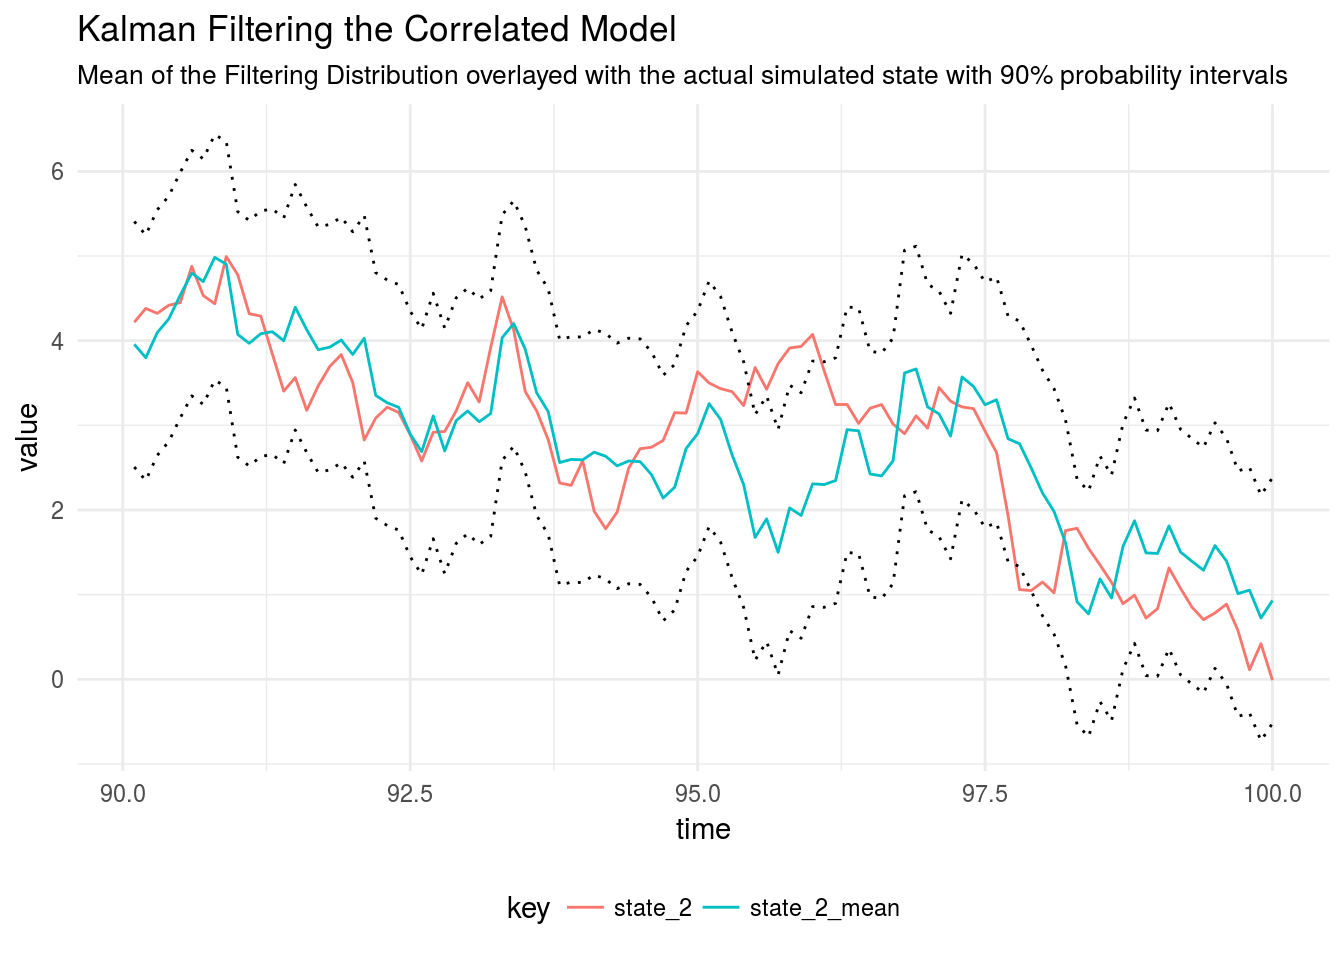 Kalman Filtering the Correlated Model
Mean of the Filtering Distribution overlayed with the actual simulated state with 90% probability intervals
6
4
2
0
value
90.0 92.5 95.0 97.5 100.0
time
key state_2 state_2_mean